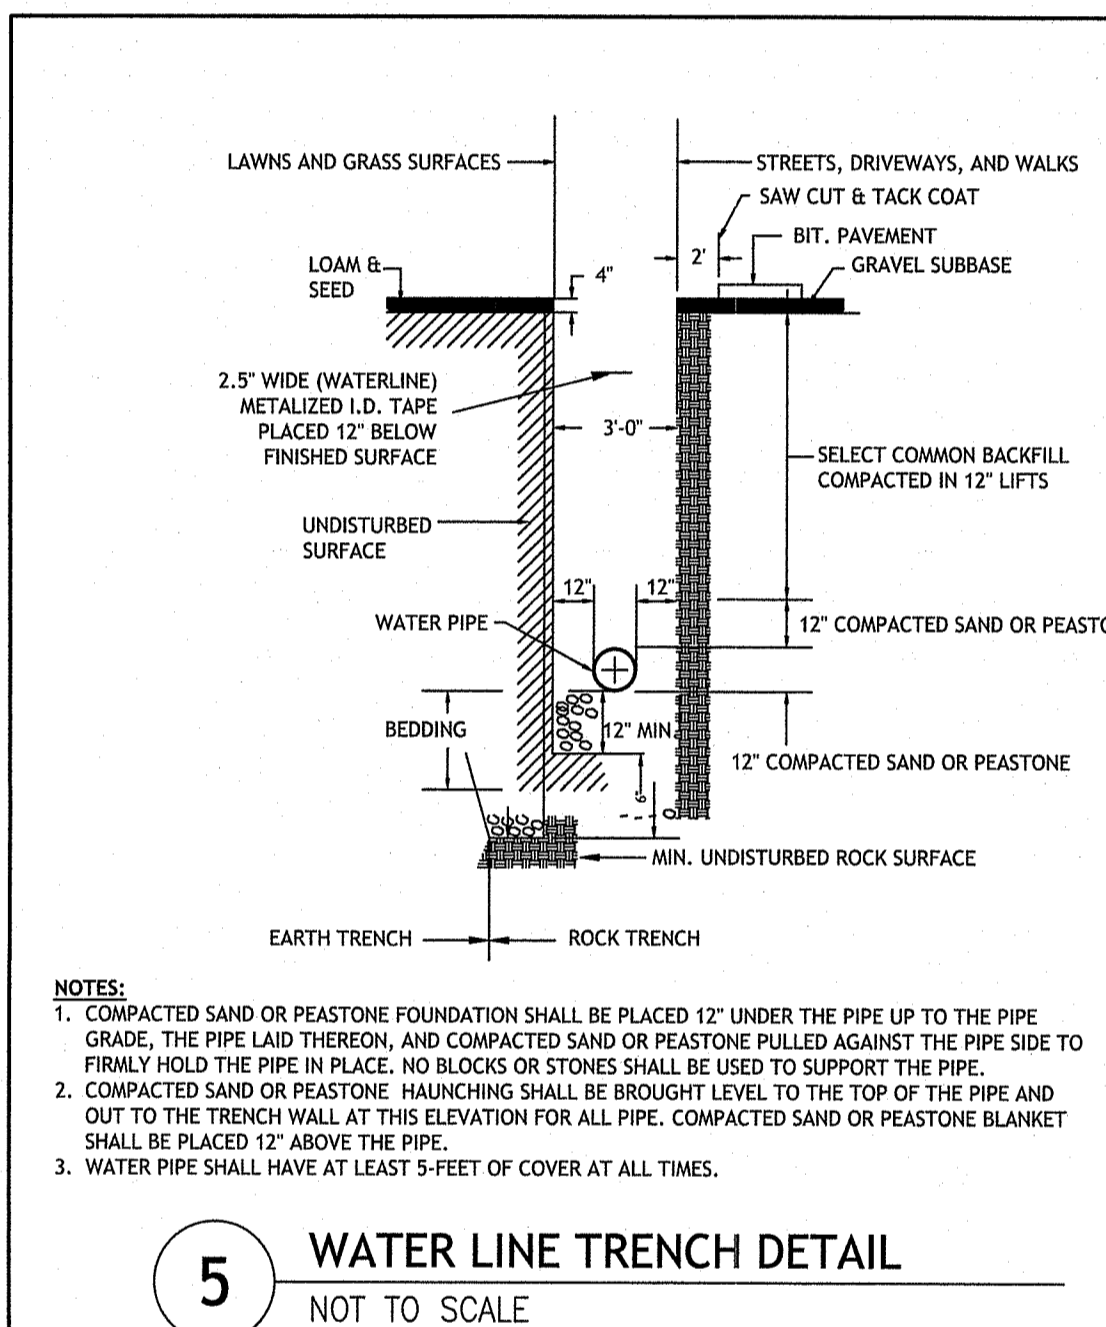 LAWNS AND GRASS SURFACES
STREETS, DRIVEWAYS, AND WALKS
SAW CUT & TACK COAT
BIT. PAVEMENT
2'
GRAVEL SUBBASE
LOAM &
SEED
4"
2.5" WIDE (WATERLINE)
METALIZED I.D. TAPE
PLACED 12" BELOW
FINISHED SURFACE
3'-0"
SELECT COMMON BACKFILL
COMPACTED IN 12" LIFTS
UNDISTURBED
SURFACE
12"
12"
WATER PIPE
12" COMPACTED SAND OR PEASTO
BEDDING
12" MIN.
12" COMPACTED SAND OR PEASTONE
6"
MIN. UNDISTURBED ROCK SURFACE
EARTH TRENCH
ROCK TRENCH
NOTES:
1. COMPACTED SAND OR PEASTONE FOUNDATION SHALL BE PLACED 12" UNDER THE PIPE UP TO THE PIPE
GRADE, THE PIPE LAID THEREON, AND COMPACTED SAND OR PEASTONE PULLED AGAINST THE PIPE SIDE TO
FIRMLY HOLD THE PIPE IN PLACE. NO BLOCKS OR STONES SHALL BE USED TO SUPPORT THE PIPE.
2. COMPACTED SAND OR PEASTONE HAUNCHING SHALL BE BROUGHT LEVEL TO THE TOP OF THE PIPE AND
OUT TO THE TRENCH WALL AT THIS ELEVATION FOR ALL PIPE. COMPACTED SAND OR PEASTONE BLANKET
SHALL BE PLACED 12" ABOVE THE PIPE.
3. WATER PIPE SHALL HAVE AT LEAST 5-FEET OF COVER AT ALL TIMES.
5
WATER LINE TRENCH DETAIL
NOT TO SCALE